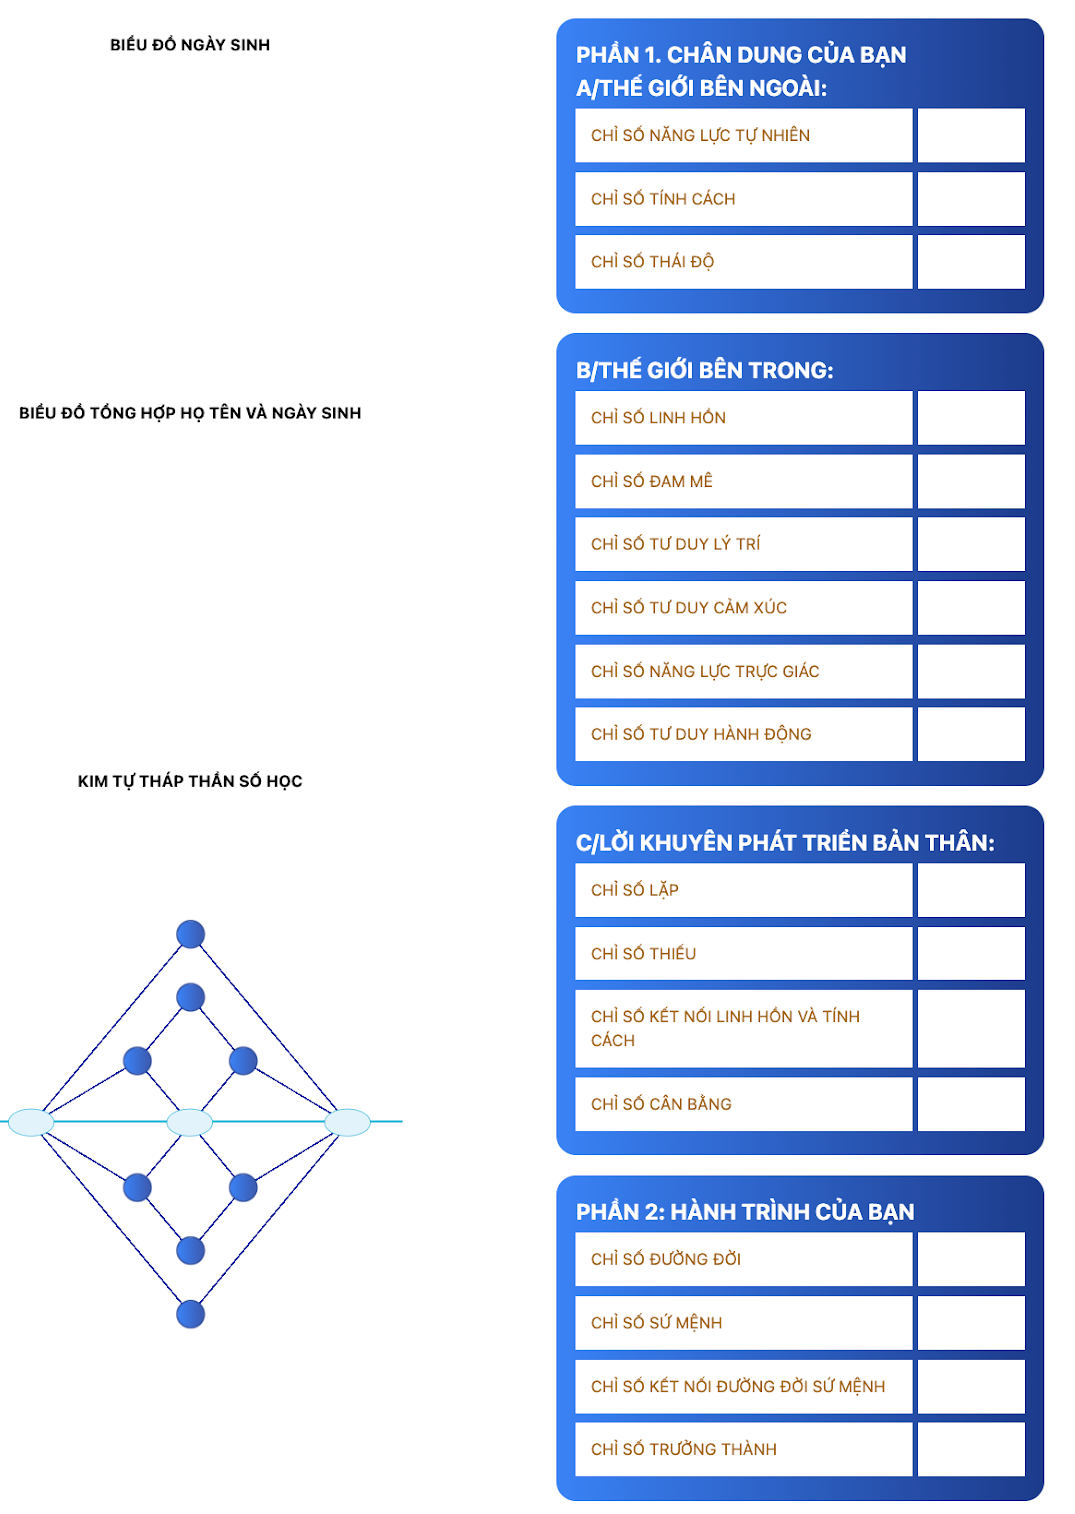 BIỂU ĐỒ NGÀY SINH
BIỂU ĐỒ TỔNG HỢP HỌ TÊN VÀ NGÀY SINH
KIM TỰ THÁP THẦN SỐ HỌC
PHẦN 1. CHÂN DUNG CỦA BẠN
A/THẾ GIỚI BÊN NGOÀI:
CHỈ SỐ NĂNG LỰC TỰ NHIÊN
CHỈ SỐ TÍNH CÁCH
CHỈ SỐ THÁI ĐỘ
B/THẾ GIỚI BÊN TRONG:
CHỈ SỐ LINH HỒN
CHỈ SỐ ĐAM MÊ
CHỈ SỐ TƯ DUY LÝ TRÍ
CHỈ SỐ TƯ DUY CẢM XÚC
CHỈ SỐ NĂNG LỰC TRỰC GIÁC
CHỈ SỐ TƯ DUY HÀNH ĐỘNG
C/LỜI KHUYÊN PHÁT TRIỂN BẢN THÂN:
CHỈ SỐ LẶP
CHỈ SỐ THIẾU
CHỈ SỐ KẾT NỐI LINH HỒN VÀ TÍNH
CÁCH
CHỈ SỐ CÂN BẰNG
PHẦN 2: HÀNH TRÌNH CỦA BẠN
CHỈ SỐ ĐƯỜNG ĐỜI
CHỈ SỐ SỨ MỆNH
CHỈ SỐ KẾT NỐI ĐƯỜNG ĐỜI SỨ MỆNH
CHỈ SỐ TRƯỞNG THÀNH